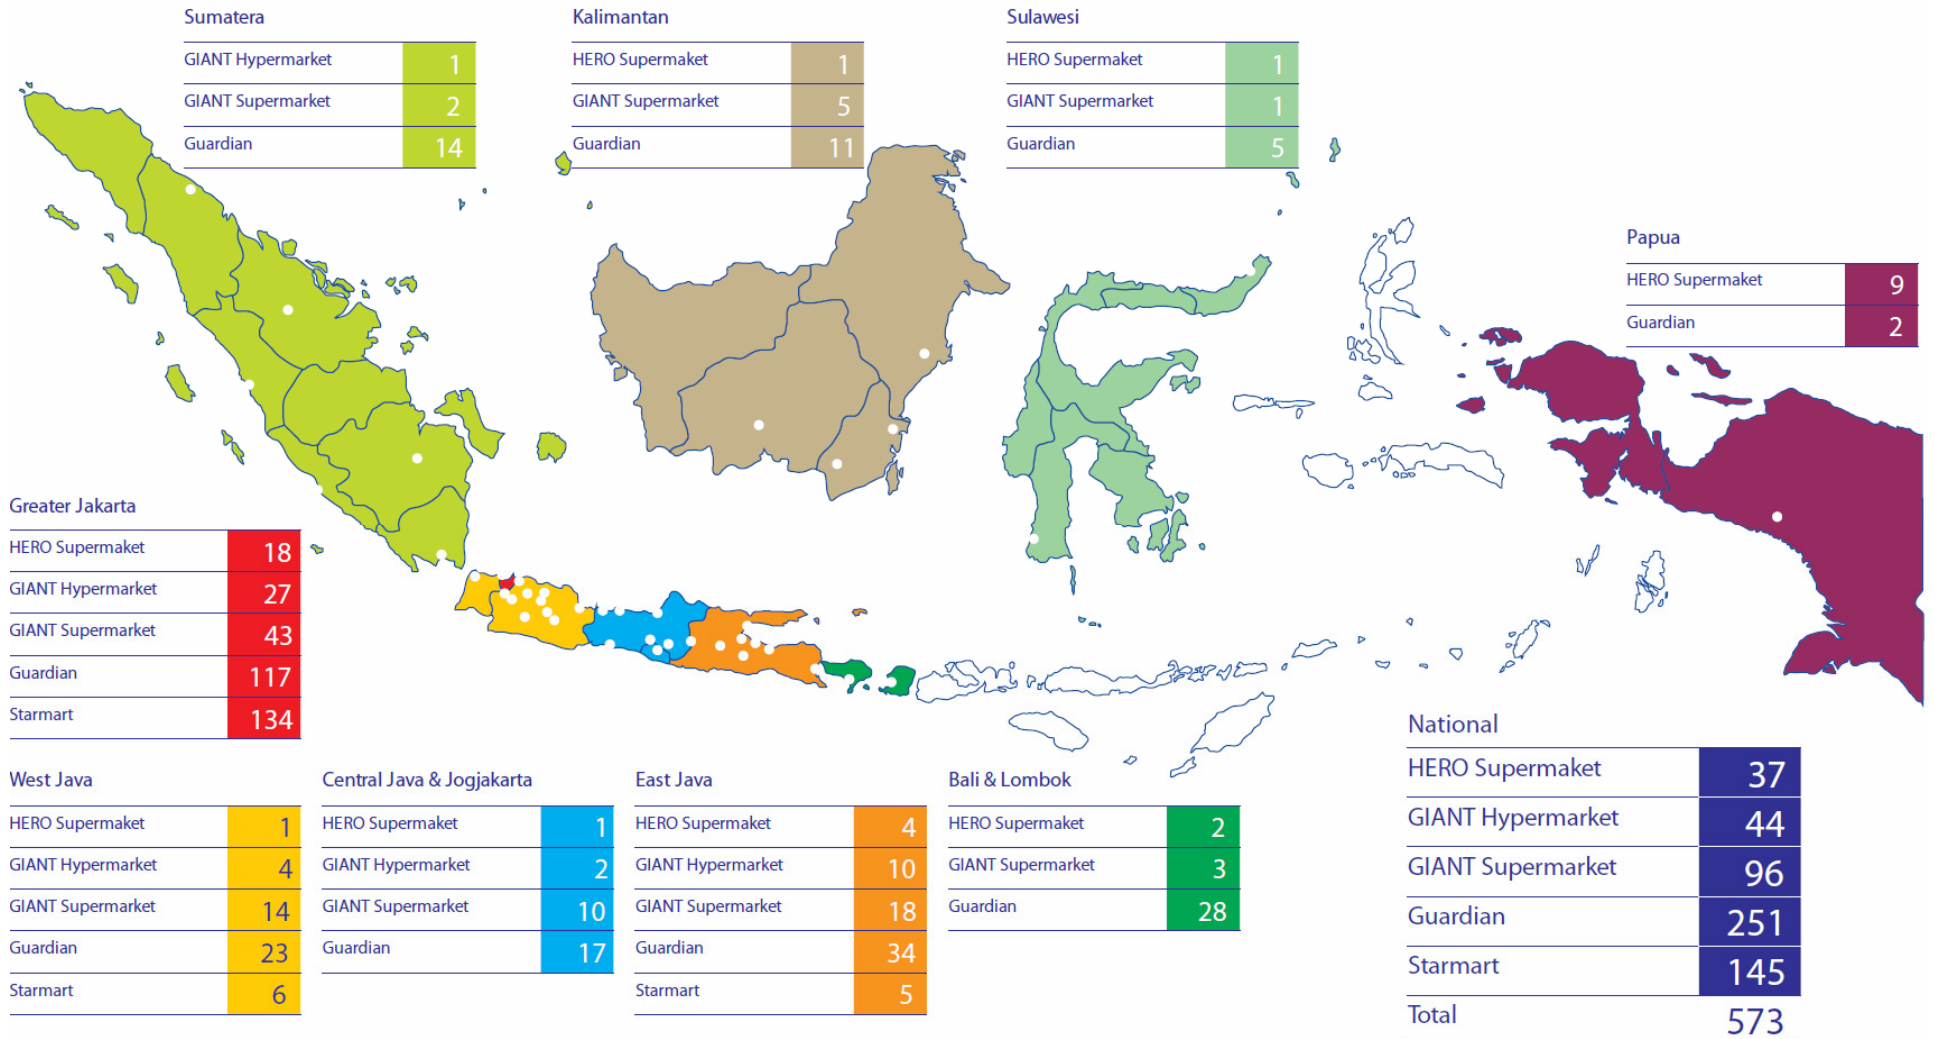 Sumatera
GIANT Hypermarket 1
GIANT Supermarket 2
Guardian 14
Kalimantan
HERO Supermaket 1
GIANT Supermarket 5
Guardian 11
Sulawesi
HERO Supermaket 1
GIANT Supermarket 1
Guardian 5
Papua
HERO Supermaket 9
Guardian 2
Greater Jakarta
HERO Supermaket 18
GIANT Hypermarket 27
GIANT Supermarket 43
Guardian 117
Starmart 134
West Java
HERO Supermaket 1
GIANT Hypermarket 4
GIANT Supermarket 14
Guardian 23
Starmart 6
Central Java & Jogjakarta
HERO Supermaket 1
GIANT Hypermarket 2
GIANT Supermarket 10
Guardian 17
East Java
HERO Supermaket 4
GIANT Hypermarket 10
GIANT Supermarket 18
Guardian 34
Starmart 5
Bali & Lombok
HERO Supermaket 2
GIANT Supermarket 3
Guardian 28
National
HERO Supermaket 37
GIANT Hypermarket 44
GIANT Supermarket 96
Guardian 251
Starmart 145
Total 573